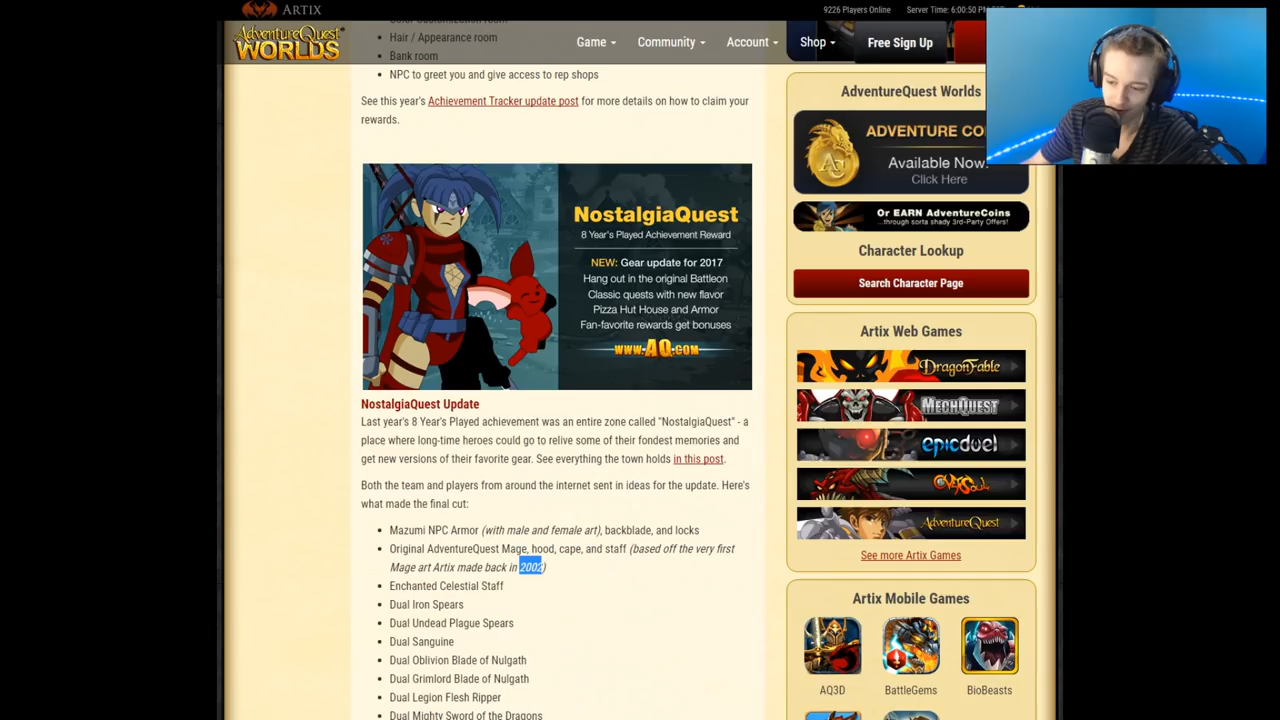 ARTIX
9226 Players Online
Server Time: 6:00:50
AdventureQuest
WORLDS
Game
Community
Account
Shop
Free Sign Up
Hair / Appearance room
Bank room
NPC to greet you and give access to rep shops
See this year's Achievement Tracker update post for more details on how to claim your
rewards.
NostalgiaQuest
8 Year's Played Achievement Reward
NEW: Gear update for 2017
Hang out in the original Battleon
Classic quests with new flavor
Pizza Hut House and Armor
Fan-favorite rewards get bonuses
WWW.AQ.COM
NostalgiaQuest Update
Last year's 8 Year's Played achievement was an entire zone called "NostalgiaQuest" - a
place where long-time heroes could go to relive some of their fondest memories and
get new versions of their favorite gear. See everything the town holds in this post.
Both the team and players from around the internet sent in ideas for the update. Here's
what made the final cut:
Mazumi NPC Armor (with male and female art), backblade, and locks
Original AdventureQuest Mage, hood, cape, and staff (based off the very first
Mage art Artix made back in 2002)
Enchanted Celestial Staff
Dual Iron Spears
Dual Undead Plague Spears
Dual Sanguine
Dual Oblivion Blade of Nulgath
Dual Grimlord Blade of Nulgath
Dual Legion Flesh Ripper
Dual Mighty Sword of the Dragons
AdventureQuest Worlds
ADVENTURE CO
Available Now!
Click Here
Or EARN AdventureCoins
...through sorta shady 3rd-Party Offers!
Character Lookup
Search Character Page
Artix Web Games
DragonFable
MECHQUEST
epicduel
OVERSOUL
AdventureQuest
See more Artix Games
Artix Mobile Games
AQ3D
BattleGems
BioBeasts